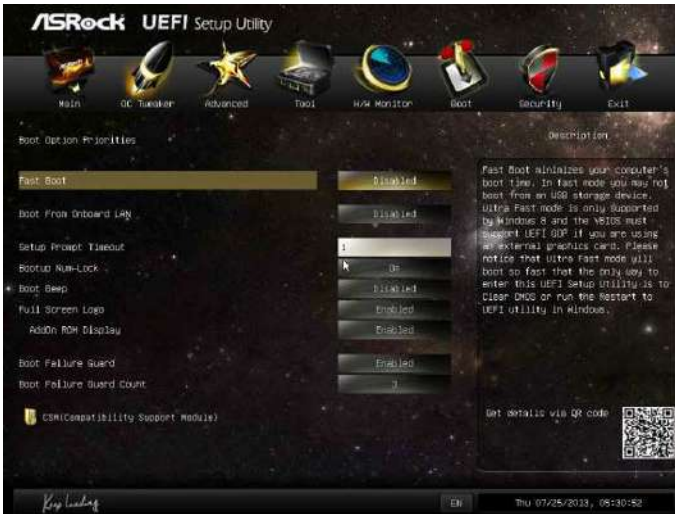 ASRock UEFI Setup Utility
Main OC Tweaker Advanced Tool H/W Monitor Boot Security Exit
Boot Option Priorities
Description
Fast Boot Disabled
Boot From Onboard LAN Disabled
Setup Prompt Timeout 1
Bootup Num-Lock On
Boot Beep Disabled
Full Screen Logo Enabled
AddOn ROM Display Enabled
Boot Failure Guard Enabled
Boot Failure Guard Count 3
CSM(Compatibility Support Module)
Fast Boot minimizes your computer's
boot time. In fast mode you may not
boot from an USB storage device.
Ultra Fast mode is only supported
by Windows 8 and the VBIOS must
support UEFI GOP if you are using
an external graphics card. Please
notice that Ultra Fast mode will
boot so fast that the only way to
enter this UEFI Setup Utility is to
Clear CMOS or run the Restart to
UEFI utility in Windows.
Get details via QR code
Keep Leading
EN
Thu 07/25/2013, 05:30:52